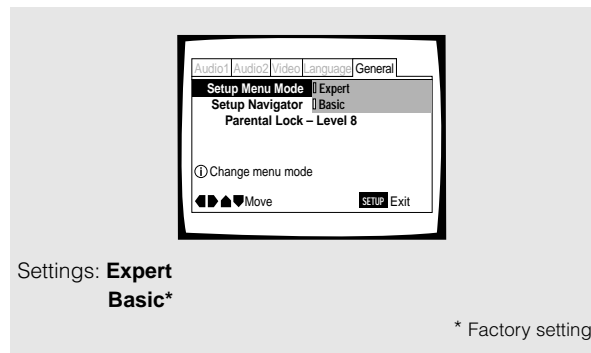 Audio1 Audio2 Video Language General
Setup Menu Mode Expert
Setup Navigator Basic
Parental Lock – Level 8
ⓘ Change menu mode
Move SETUP Exit
Settings: Expert
Basic*
* Factory setting